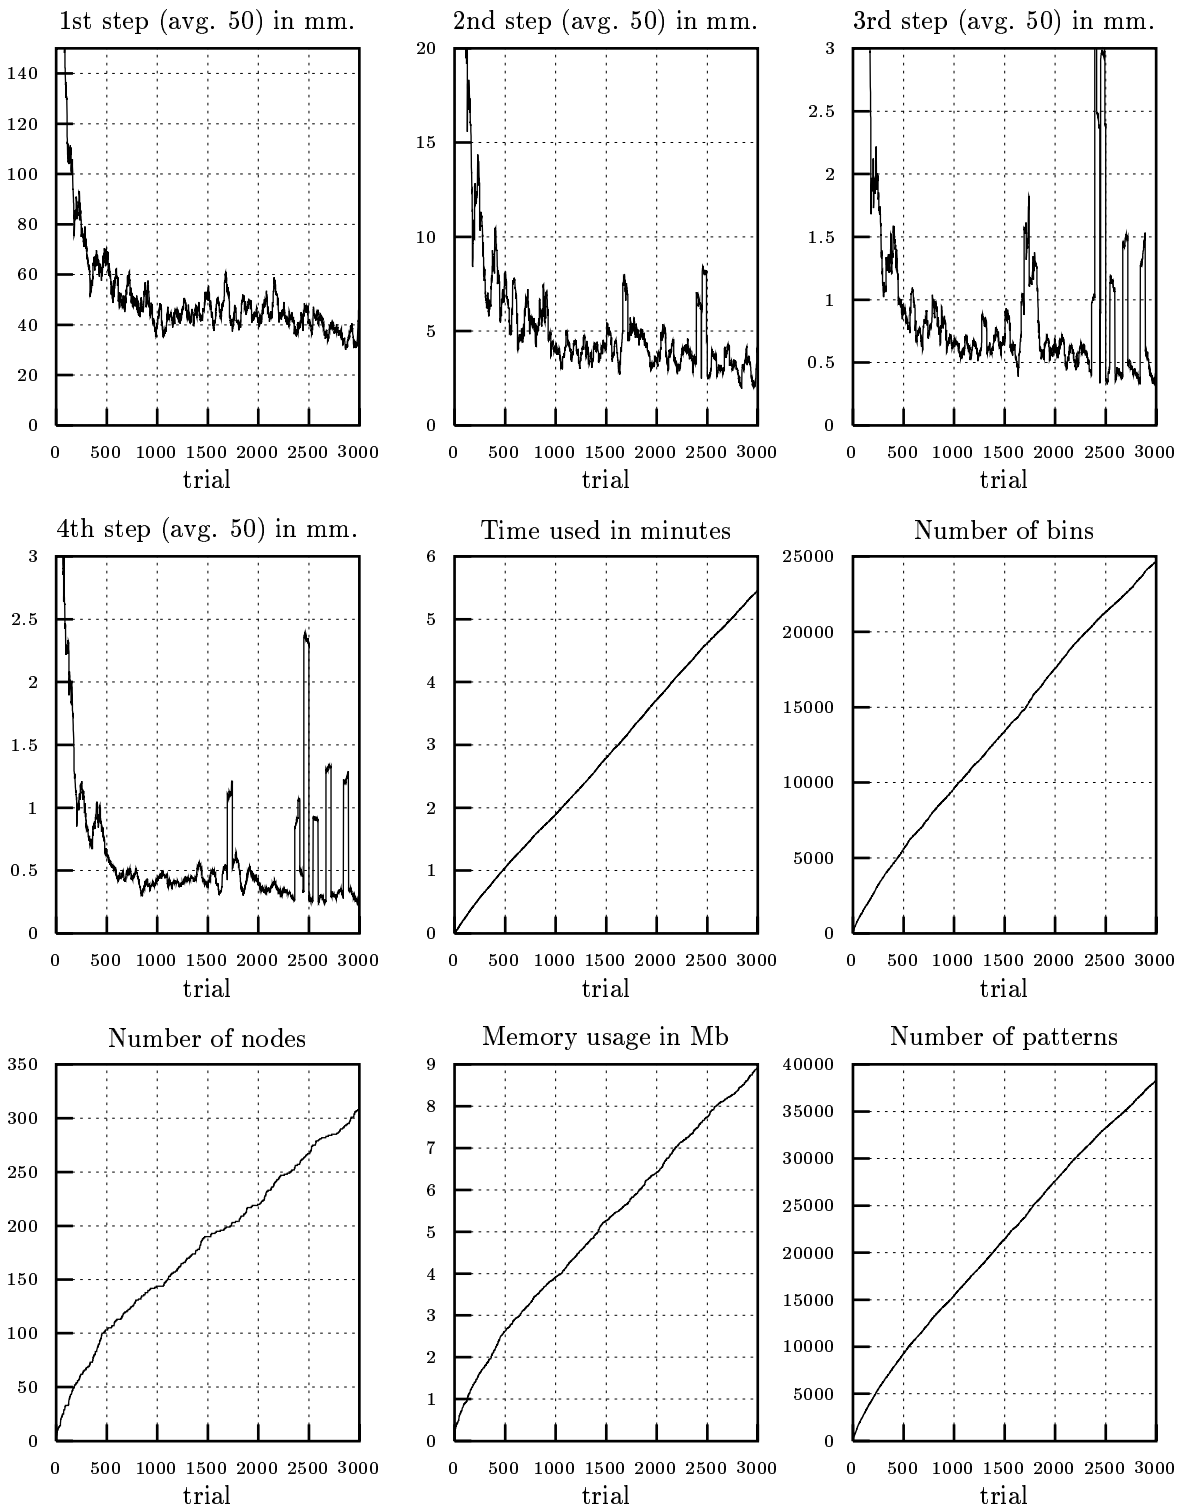 1st step (avg. 50) in mm.
140
120
100
80
60
40
20
0
0 500 1000 1500 2000 2500 3000
trial
2nd step (avg. 50) in mm.
20
15
10
5
0
0 500 1000 1500 2000 2500 3000
trial
3rd step (avg. 50) in mm.
3
2.5
2
1.5
1
0.5
0
0 500 1000 1500 2000 2500 3000
trial
4th step (avg. 50) in mm.
3
2.5
2
1.5
1
0.5
0
0 500 1000 1500 2000 2500 3000
trial
Time used in minutes
6
5
4
3
2
1
0
0 500 1000 1500 2000 2500 3000
trial
Number of bins
25000
20000
15000
10000
5000
0
0 500 1000 1500 2000 2500 3000
trial
Number of nodes
350
300
250
200
150
100
50
0
0 500 1000 1500 2000 2500 3000
trial
Memory usage in Mb
9
8
7
6
5
4
3
2
1
0
0 500 1000 1500 2000 2500 3000
trial
Number of patterns
40000
35000
30000
25000
20000
15000
10000
5000
0
0 500 1000 1500 2000 2500 3000
trial